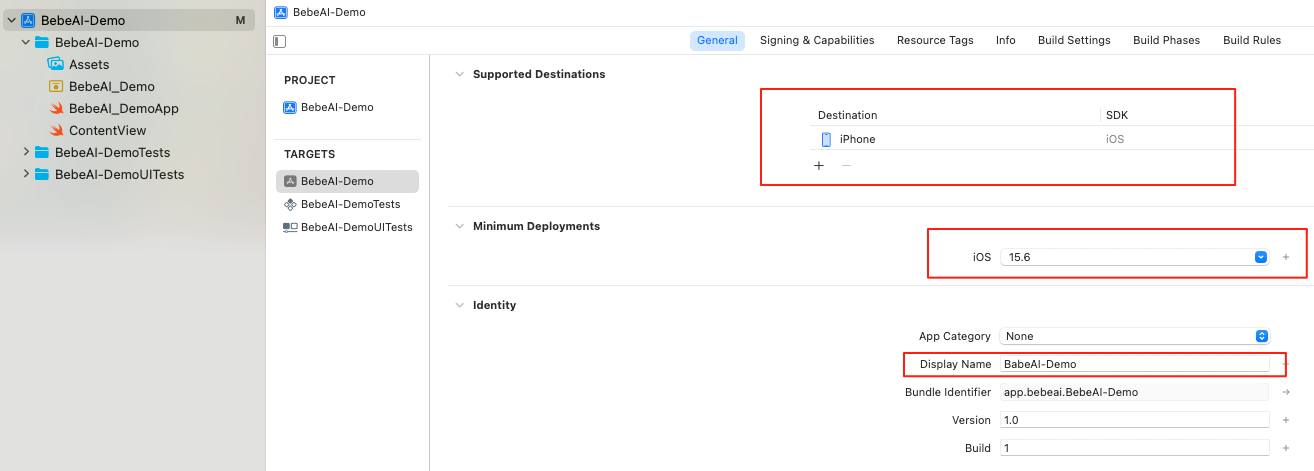 BebeAI-Demo M
BebeAI-Demo
Assets
BebeAI_Demo
BebeAI_DemoApp
ContentView
BebeAI-DemoTests
BebeAI-DemoUITests
BebeAI-Demo
General Signing & Capabilities Resource Tags Info Build Settings Build Phases Build Rules
PROJECT
BebeAI-Demo
TARGETS
BebeAI-Demo
BebeAI-DemoTests
BebeAI-DemoUITests
Supported Destinations
Destination SDK
iPhone iOS
Minimum Deployments
iOS 15.6
Identity
App Category None
Display Name BabeAI-Demo
Bundle Identifier app.bebeai.BebeAI-Demo
Version 1.0
Build 1